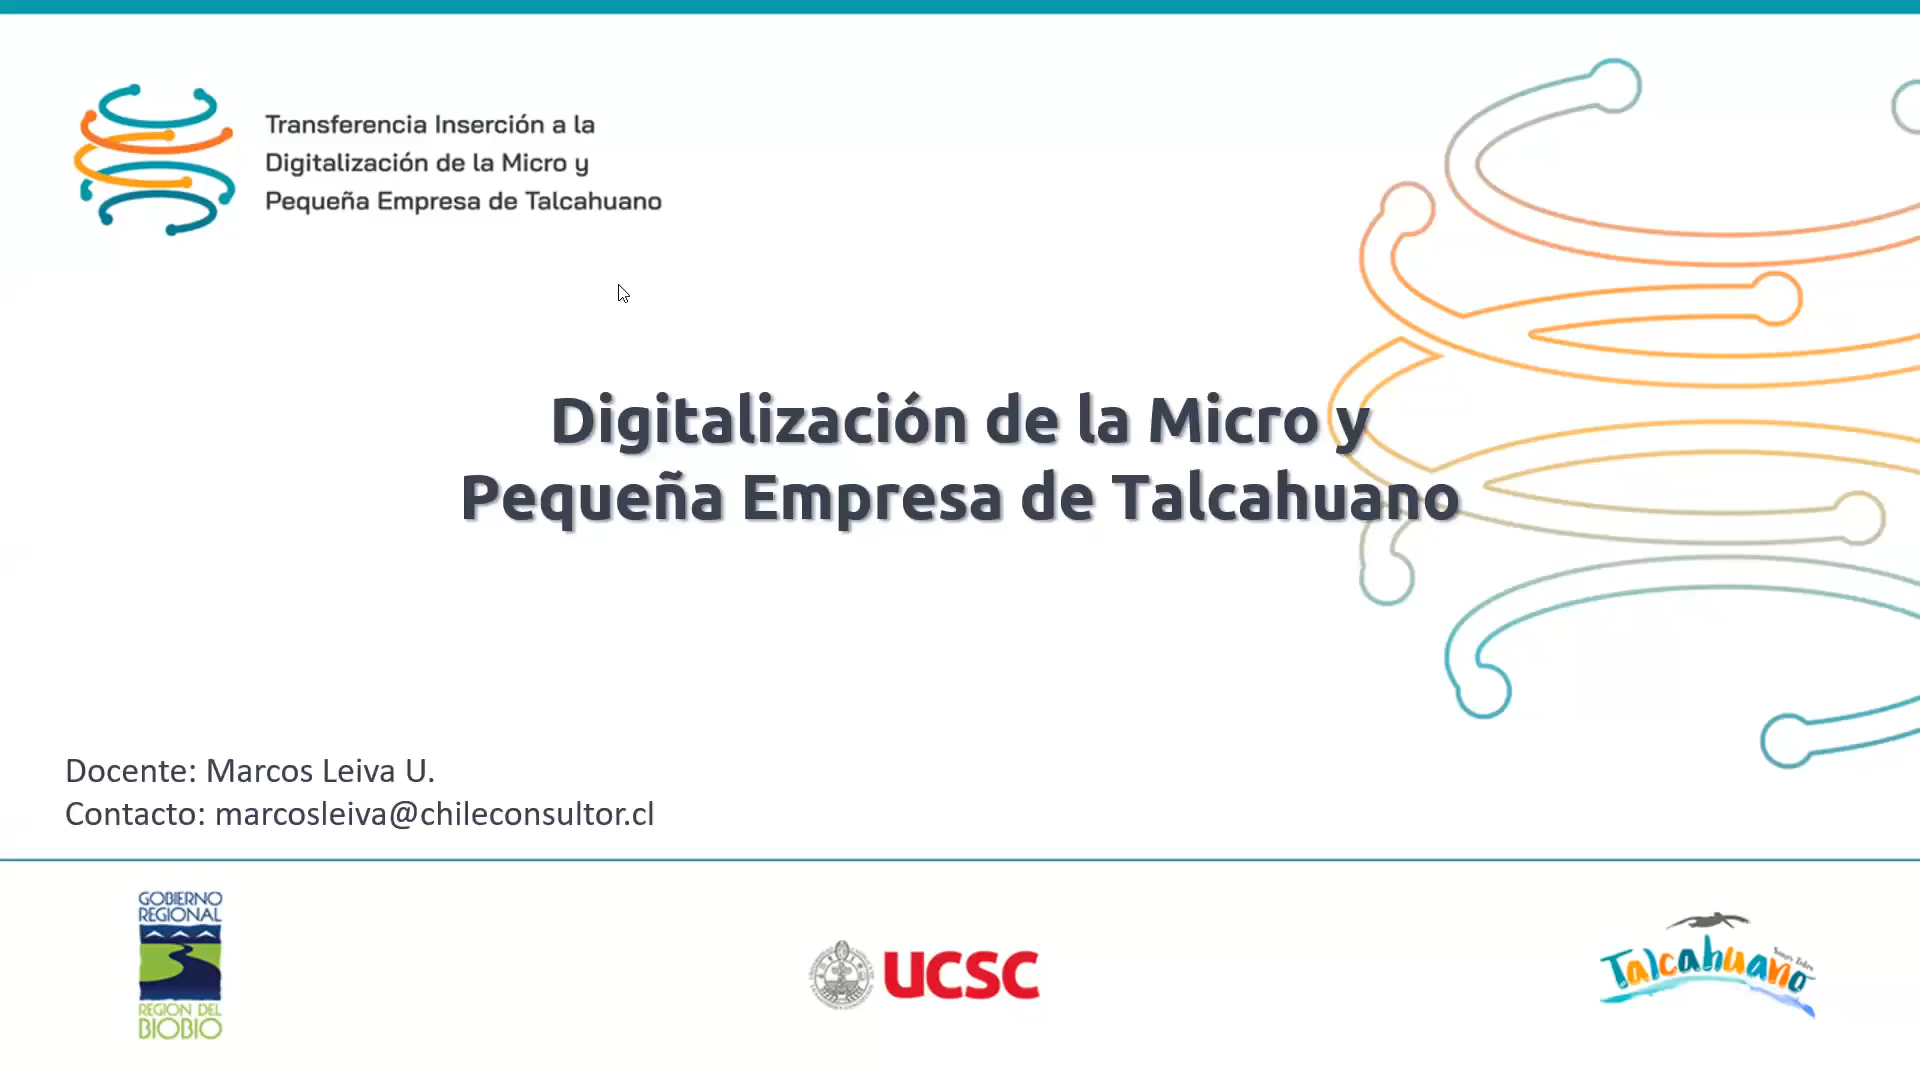 Transferencia Inserción a la
Digitalización de la Micro y
Pequeña Empresa de Talcahuano
Digitalización de la Micro y
Pequeña Empresa de Talcahuano
Docente: Marcos Leiva U.
Contacto: marcosleiva@chileconsultor.cl
GOBIERNO
REGIONAL
REGIÓN DEL
BIOBIO
UCSC
Talcahuano